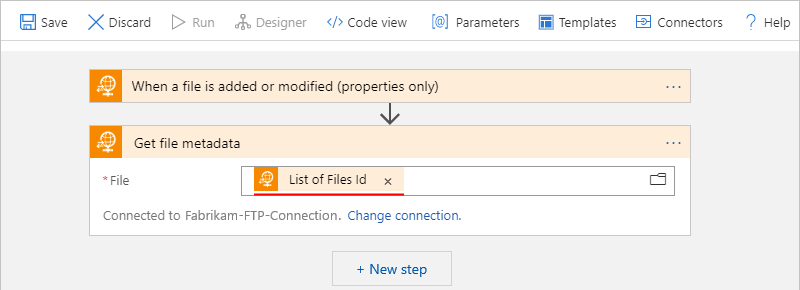 Save Discard Run Designer Code view Parameters Templates Connectors Help
When a file is added or modified (properties only)
Get file metadata
* File List of Files Id ×
Connected to Fabrikam-FTP-Connection. Change connection.
+ New step